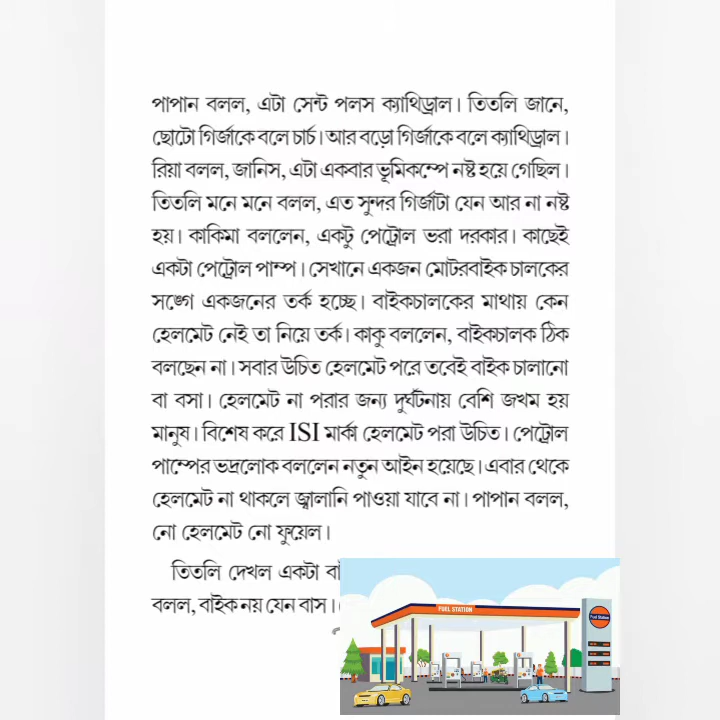 পাপান বলল, এটা সেন্ট পলস ক্যাথিড্রাল। তিতলি জানে,
ছোটো গির্জাকে বলে চার্চ। আর বড়ো গির্জাকে বলে ক্যাথিড্রাল।
রিয়া বলল, জানিস, এটা একবার ভূমিকম্পে নষ্ট হয়ে গেছিল।
তিতলি মনে মনে বলল, এত সুন্দর গির্জাটা যেন আর না নষ্ট
হয়। কাকিমা বললেন, একটু পেট্রোল ভরা দরকার। কাছেই
একটা পেট্রোল পাম্প। সেখানে একজন মোটরবাইক চালকের
সঙ্গে একজনের তর্ক হচ্ছে। বাইকচালকের মাথায় কেন
হেলমেট নেই তা নিয়ে তর্ক। কাকু বললেন, বাইকচালক ঠিক
বলছেন না। সবার উচিত হেলমেট পরে তবেই বাইক চালানো
বা বসা। হেলমেট না পরার জন্য দুর্ঘটনায় বেশি জখম হয়
মানুষ। বিশেষ করে ISI মার্কা হেলমেট পরা উচিত। পেট্রোল
পাম্পের ভদ্রলোক বললেন নতুন আইন হয়েছে। এবার থেকে
হেলমেট না থাকলে জ্বালানি পাওয়া যাবে না। পাপান বলল,
নো হেলমেট নো ফুয়েল।
তিতলি দেখল একটা
বলল, বাইক নয় যেন বাস।
FUEL STATION
Fuel Station